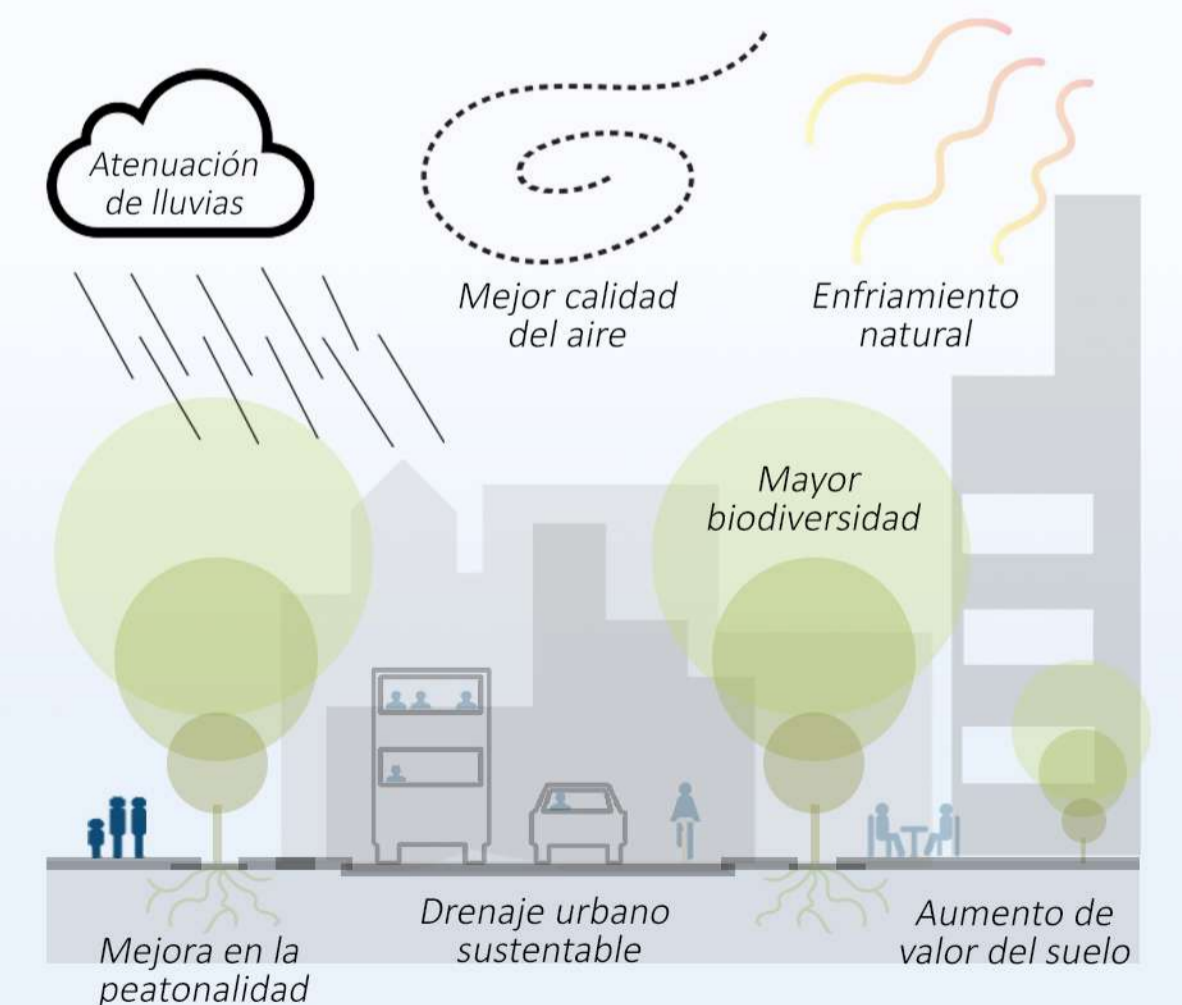 Atenuación
de lluvias
Mejor calidad
del aire
Enfriamiento
natural
Mayor
biodiversidad
Mejora en la
peatonalidad
Drenaje urbano
sustentable
Aumento de
valor del suelo